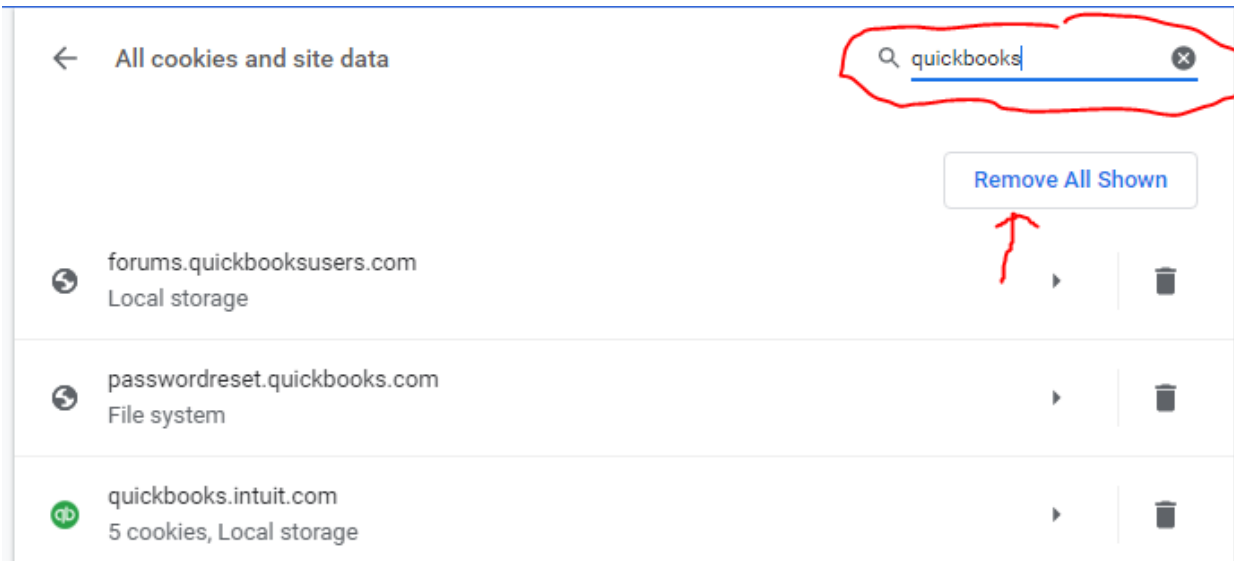 All cookies and site data
quickbooks
Remove All Shown
forums.quickbooksusers.com
Local storage
passwordreset.quickbooks.com
File system
qb
quickbooks.intuit.com
5 cookies, Local storage